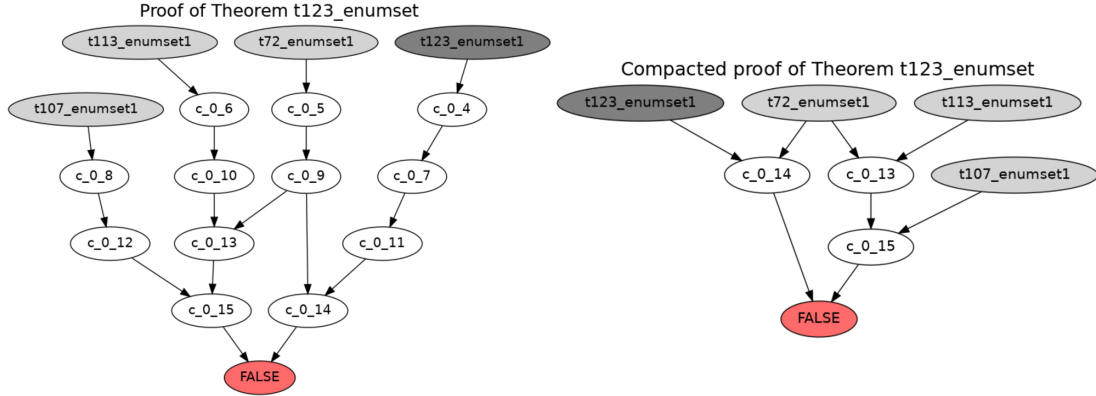 Proof of Theorem t123_enumset
t113_enumset1
t72_enumset1
t123_enumset1
t107_enumset1
c_0_6
c_0_5
c_0_4
c_0_8
c_0_10
c_0_9
c_0_7
c_0_12
c_0_13
c_0_11
c_0_15
c_0_14
FALSE
Compacted proof of Theorem t123_enumset
t123_enumset1
t72_enumset1
t113_enumset1
c_0_14
c_0_13
t107_enumset1
c_0_15
FALSE